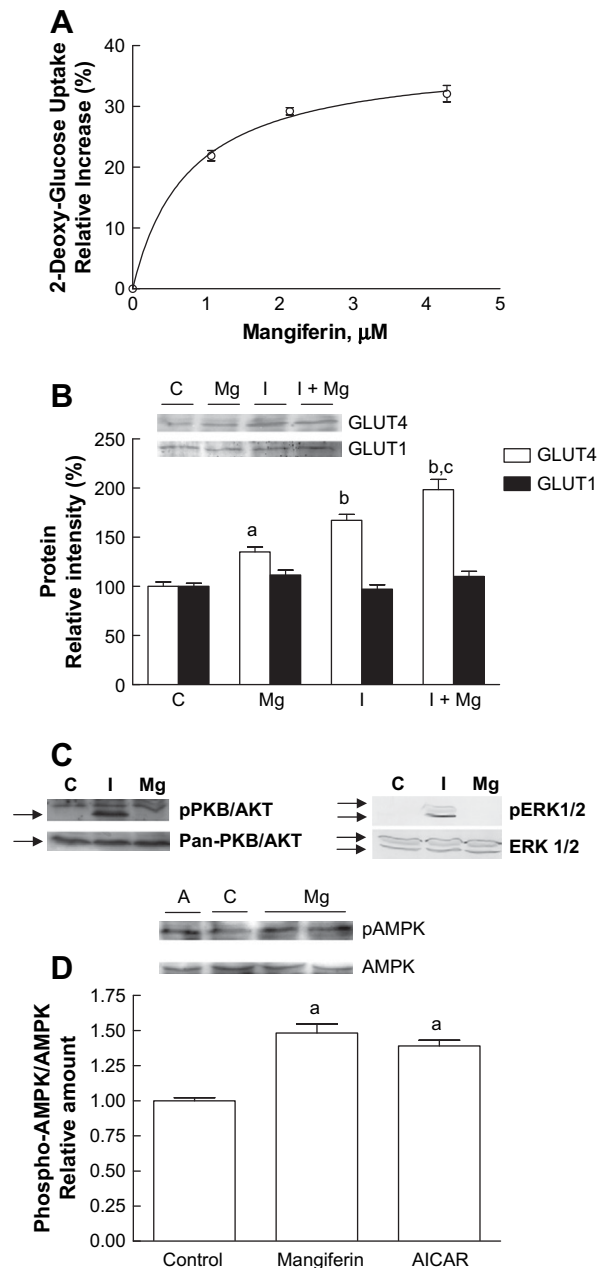 A
2-Deoxy-Glucose Uptake
Relative Increase (%)
40
30
20
10
0
0 1 2 3 4 5
Mangiferin, μM
B
C Mg I I + Mg
GLUT4
GLUT1
Protein
Relative intensity (%)
250
200
150
100
50
0
a
b
b,c
GLUT4
GLUT1
C Mg I I + Mg
C
C I Mg
pPKB/AKT
Pan-PKB/AKT
C I Mg
pERK1/2
ERK 1/2
A C Mg
pAMPK
AMPK
D
Phospho-AMPK/AMPK
Relative amount
1.75
1.50
1.25
1.00
0.75
0.50
0.25
0.00
a
a
Control Mangiferin AICAR